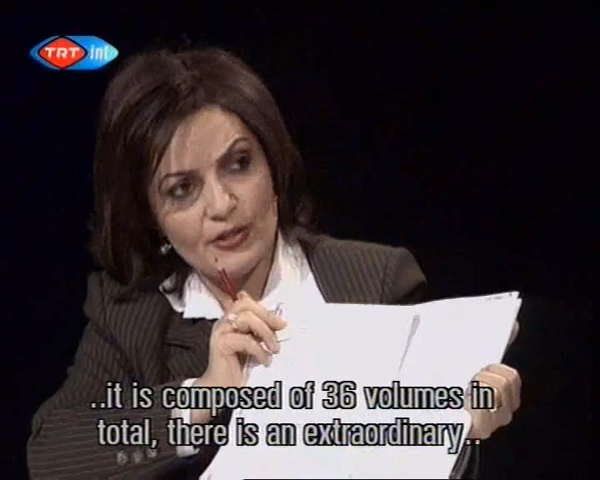 TRT int
..it is composed of 36 volumes in
total, there is an extraordinary..